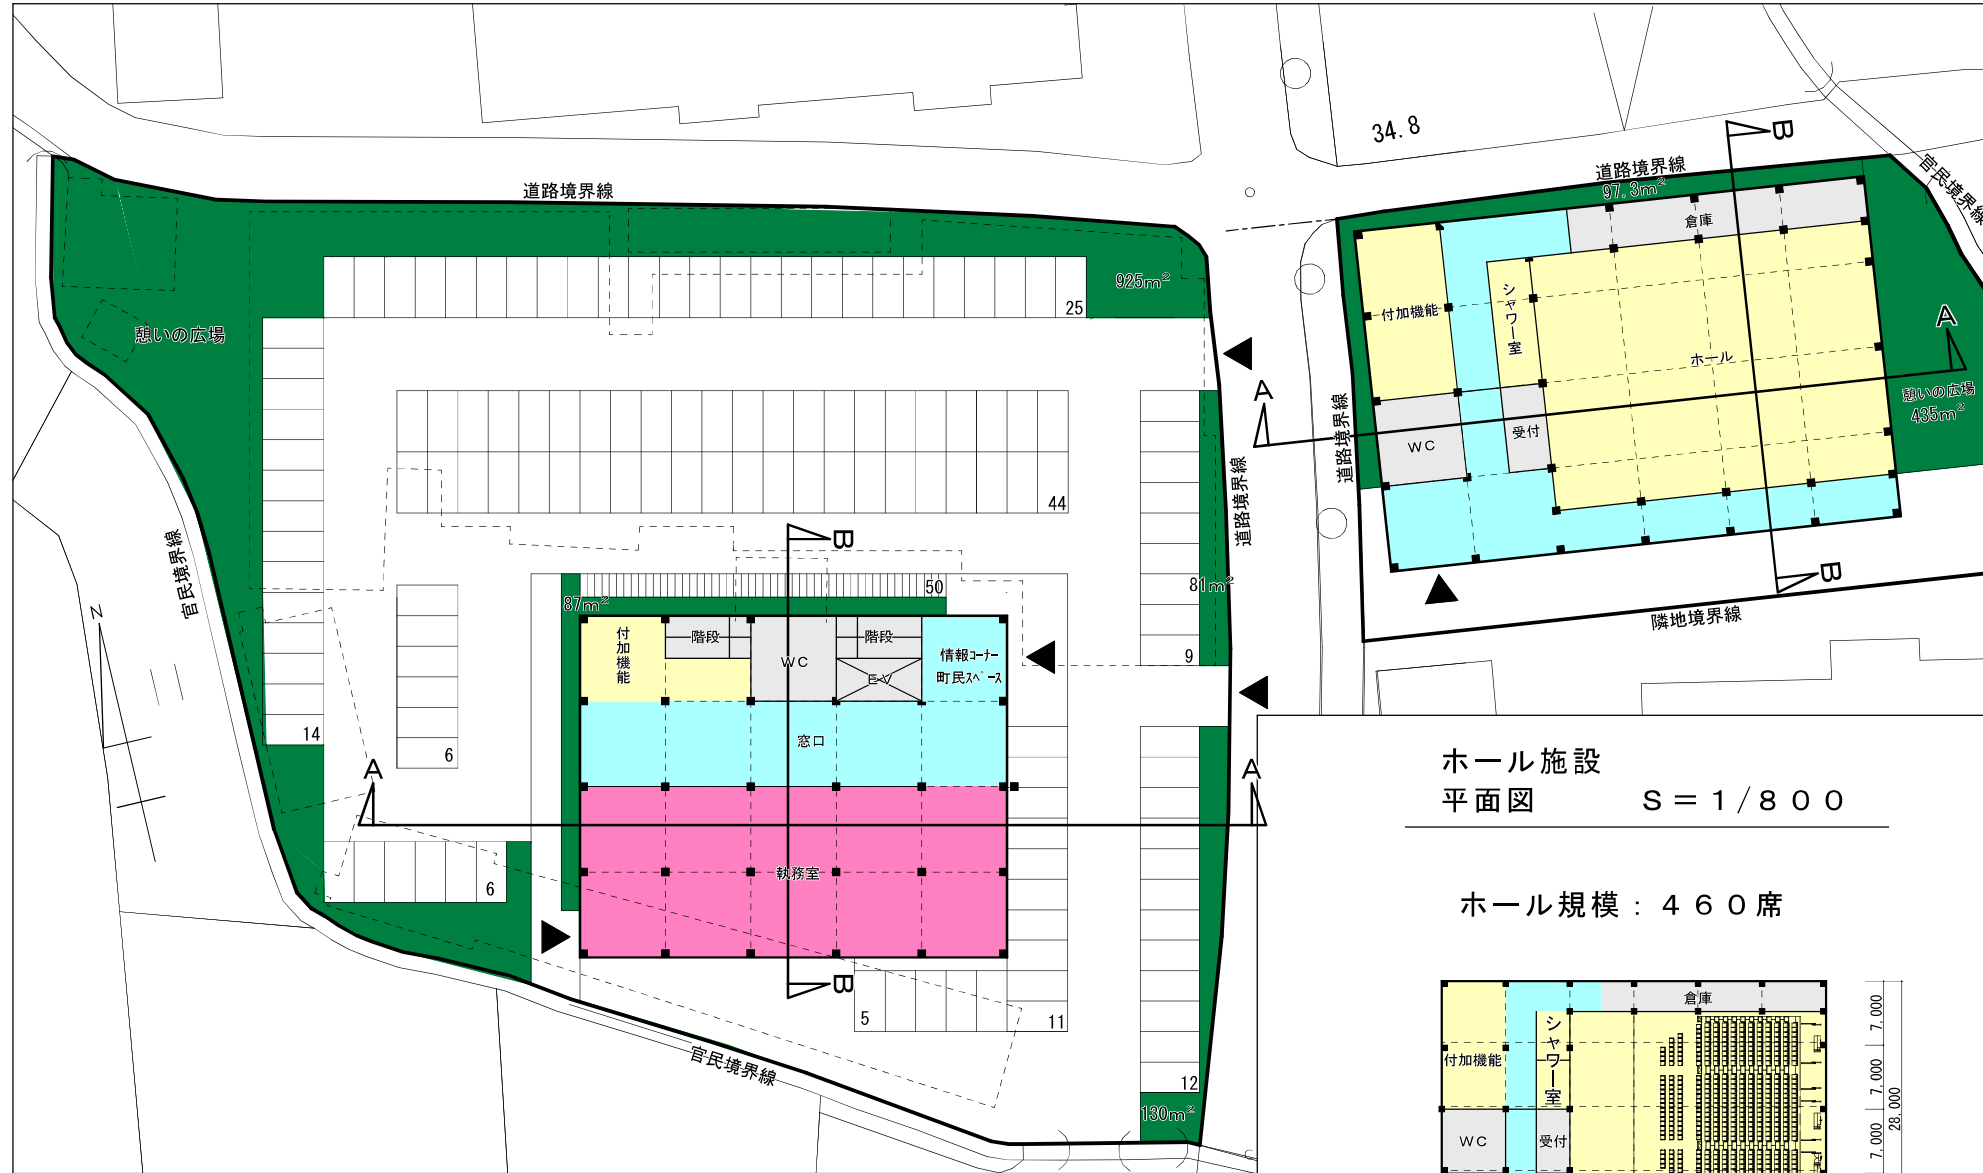 34.8
B
道路境界線
道路境界線
97.3m²
官民境界線
倉庫
925m²
25
憩いの広場
付加機能
シャワー室
ホール
A
A
憩いの広場
435m²
道路境界線
WC
受付
44
道路境界線
官民境界線
B
50
B
87m²
81m²
隣地境界線
付加機能
階段
WC
階段
EV
情報コーナー
町民スペース
9
N
窓口
14
6
A
A
ホール施設
平面図 S=1/800
執務室
6
ホール規模:460席
B
5
11
官民境界線
12
130m²
倉庫
シャワー室
付加機能
WC
受付
7,000
7,000
7,000
28,000